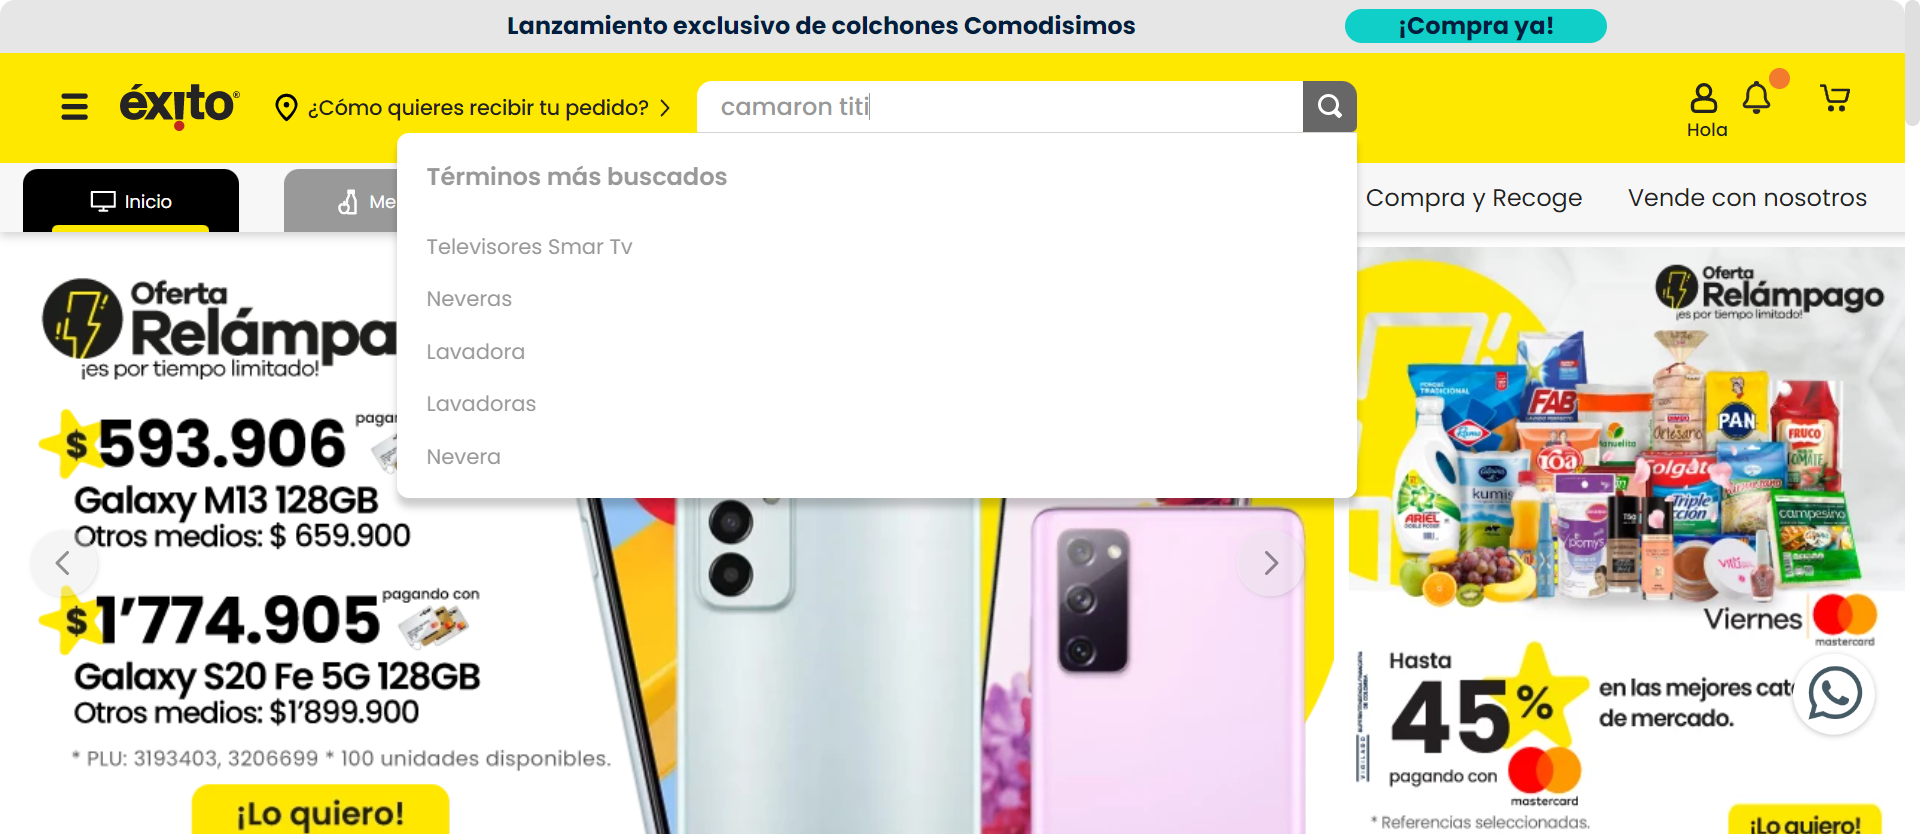 Lanzamiento exclusivo de colchones Comodisimos
¡Compra ya!
éxito
¿Cómo quieres recibir tu pedido?
camaron titi
Hola
Inicio
Me
Compra y Recoge
Vende con nosotros
Términos más buscados
Televisores Smar Tv
Neveras
Lavadora
Lavadoras
Nevera
Oferta
Relámpa
¡es por tiempo limitado!
$ 593.906
pagan
Galaxy M13 128GB
Otros medios: $ 659.900
$ 1'774.905
pagando con
Galaxy S20 Fe 5G 128GB
Otros medios: $1'899.900
* PLU: 3193403, 3206699 * 100 unidades disponibles.
¡Lo quiero!
Oferta
Relámpago
¡es por tiempo limitado!
TRADICIONAL
FAB
PAN
FRUCO
TOMATE
Artesano
kumis
Triple
ARIEL
pomys
campesino
Viernes
mastercard
Hasta
45%
en las mejores cat
de mercado.
pagando con
mastercard
VIGILADO
* Referencias seleccionadas.
¡Lo quiero!